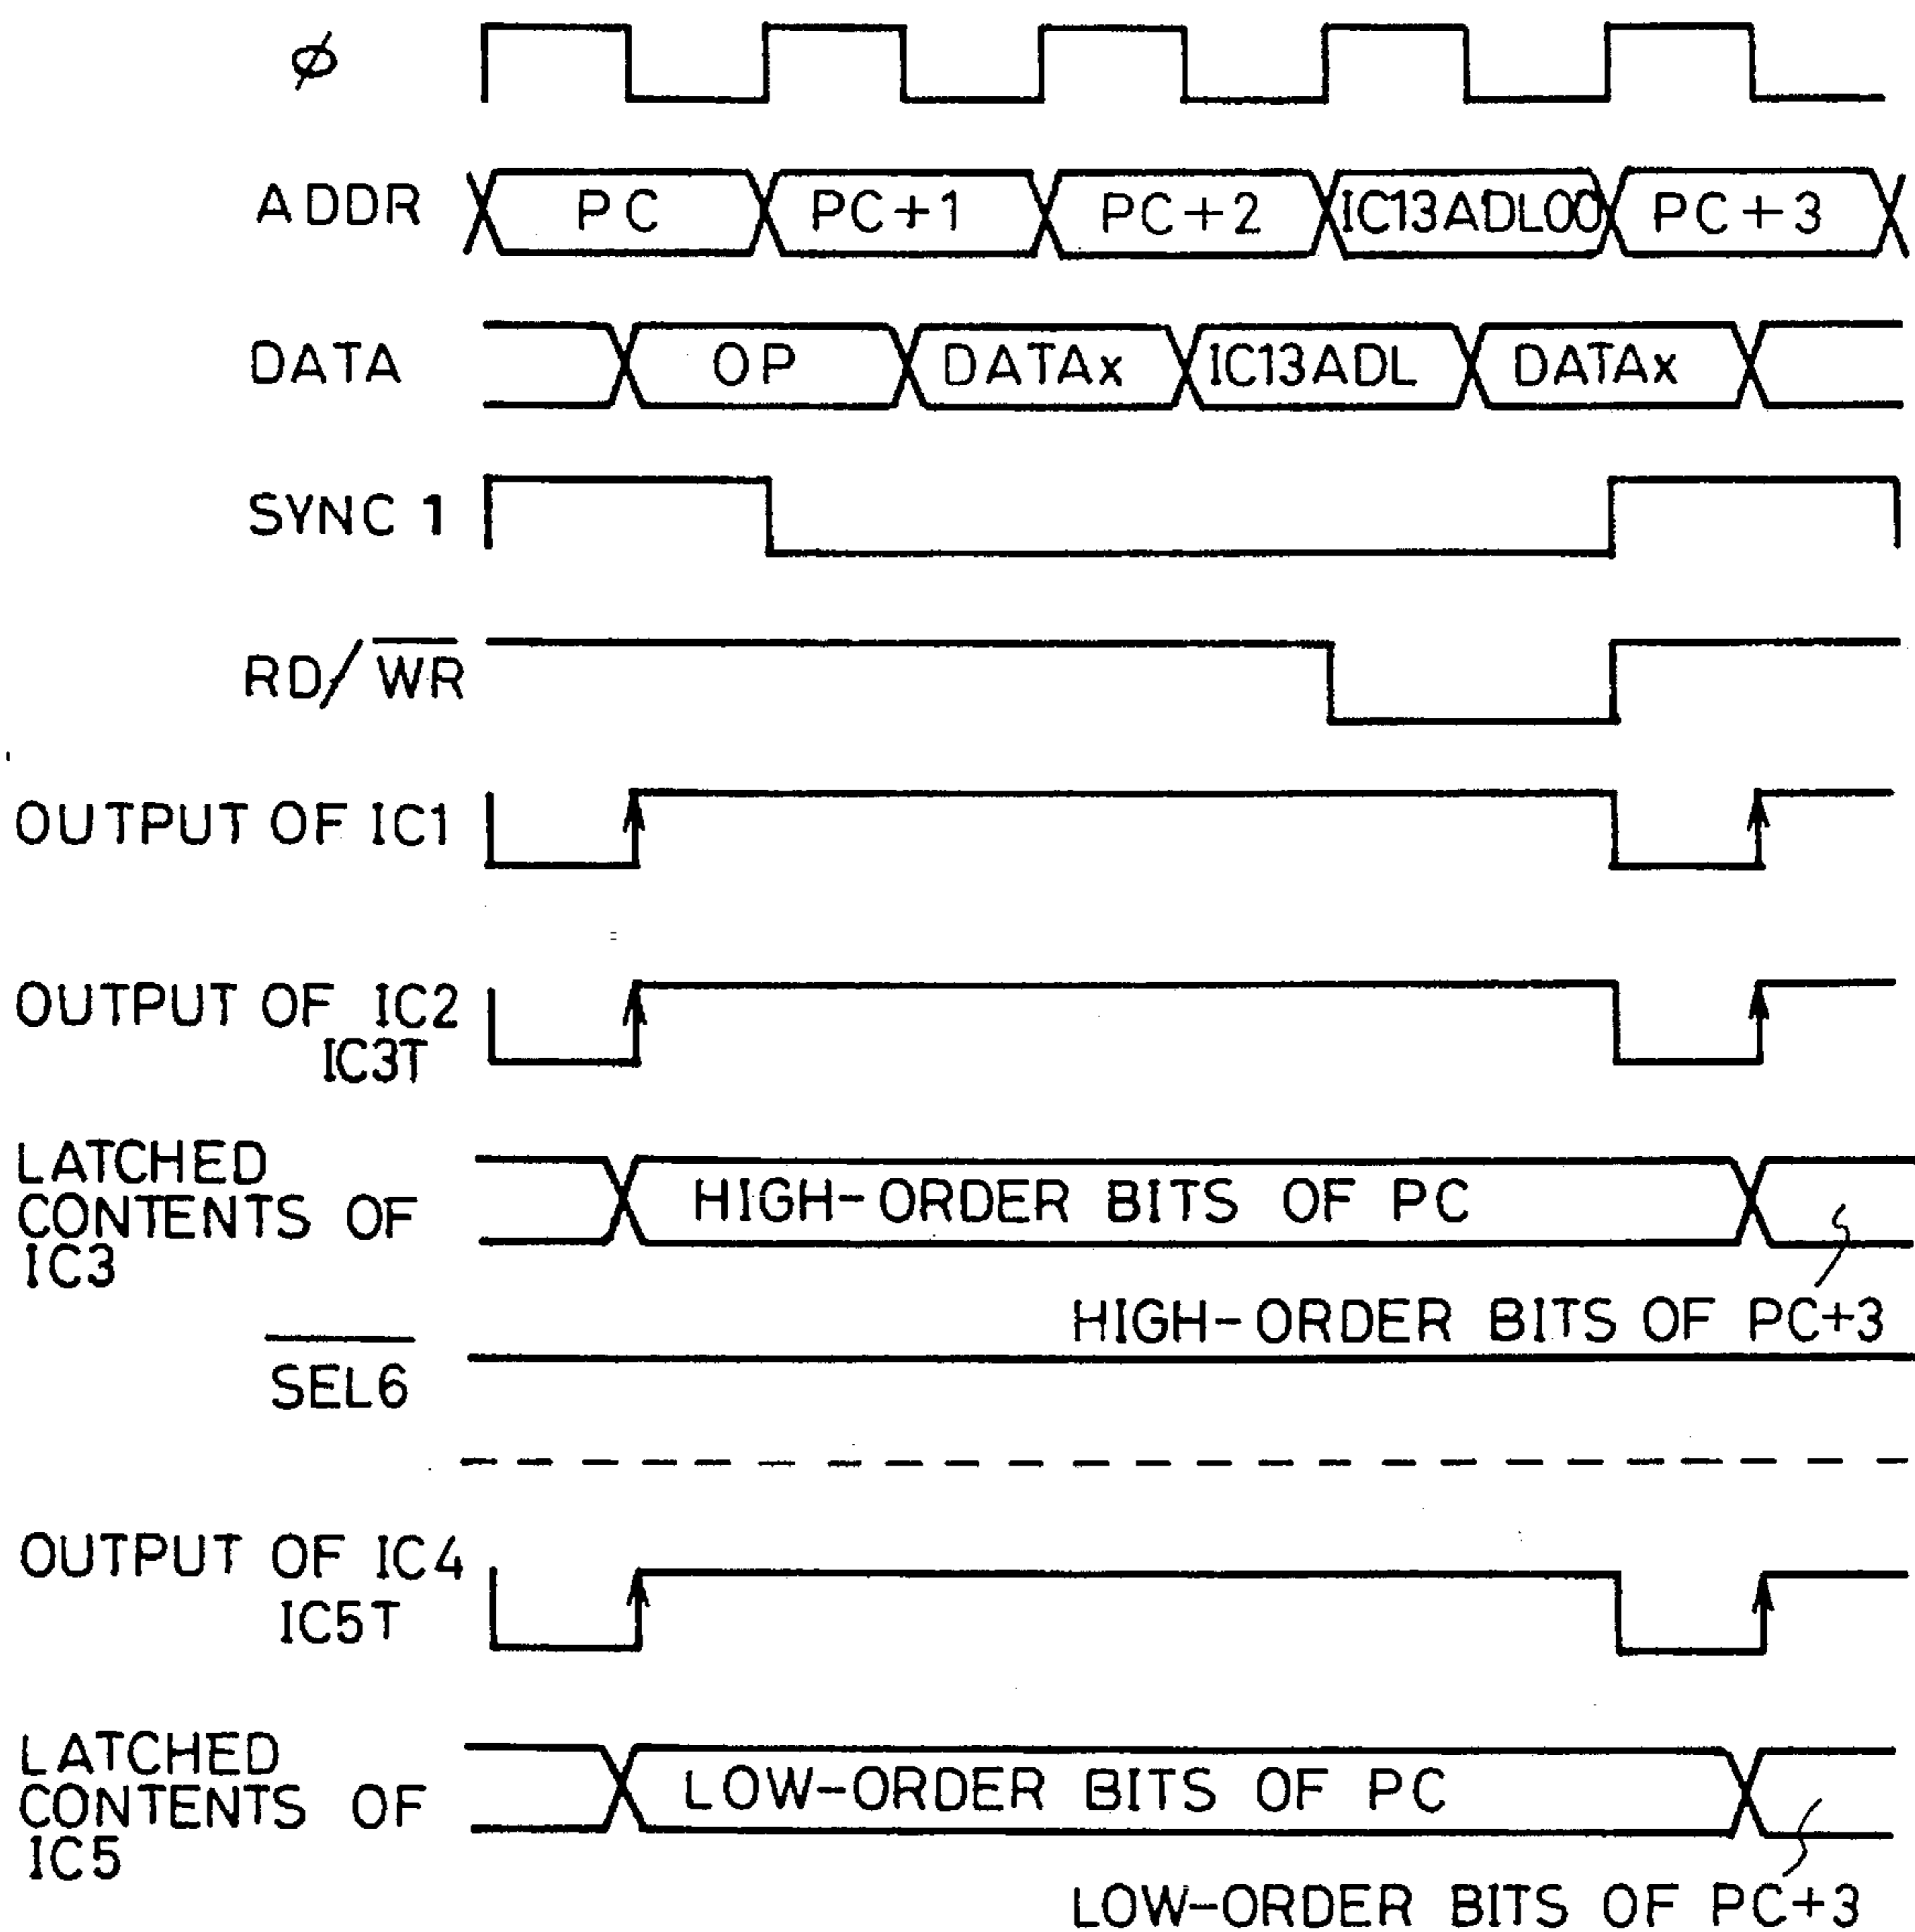 ϕ
ADDR PC PC+1 PC+2 IC13ADL00 PC+3
DATA OP DATAx IC13ADL DATAx
SYNC 1
RD/W̅R̅
OUTPUT OF IC1
OUTPUT OF IC2
IC3T
LATCHED
CONTENTS OF
IC3
HIGH-ORDER BITS OF PC
HIGH-ORDER BITS OF PC+3
S̅E̅L̅6̅
OUTPUT OF IC4
IC5T
LATCHED
CONTENTS OF
IC5
LOW-ORDER BITS OF PC
LOW-ORDER BITS OF PC+3